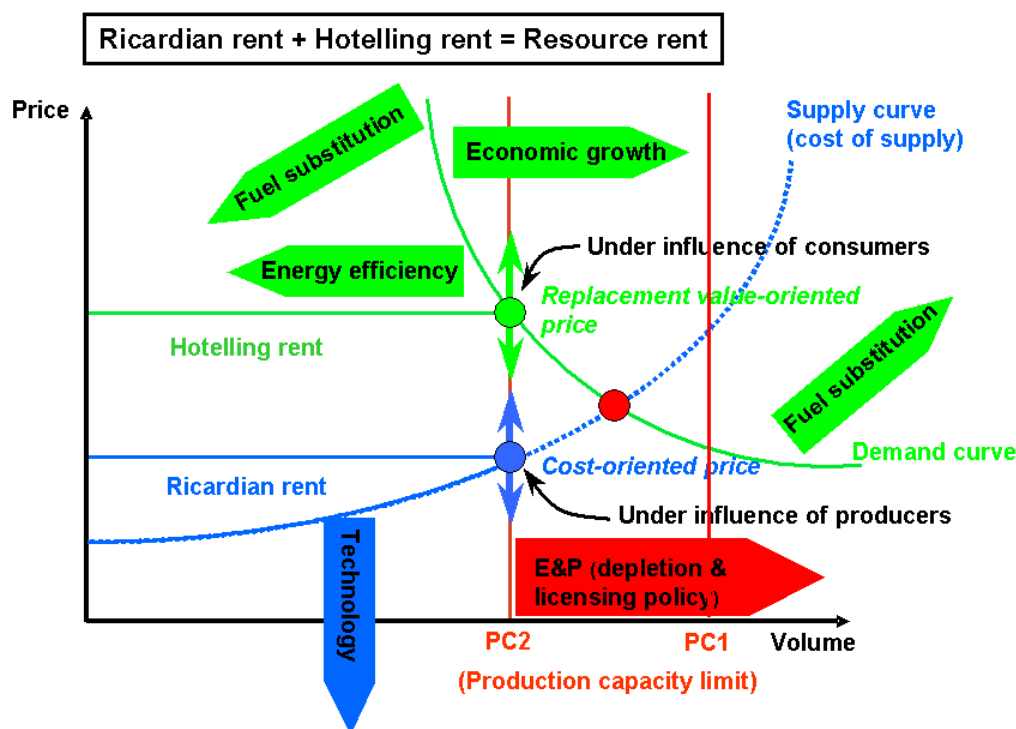 Ricardian rent + Hotelling rent = Resource rent
Price
Supply curve
(cost of supply)
Fuel substitution
Economic growth
Under influence of consumers
Energy efficiency
Replacement value-oriented
price
Hotelling rent
Fuel substitution
Demand curve
Cost-oriented price
Ricardian rent
Under influence of producers
Technology
E&P (depletion &
licensing policy)
PC2
PC1
Volume
(Production capacity limit)